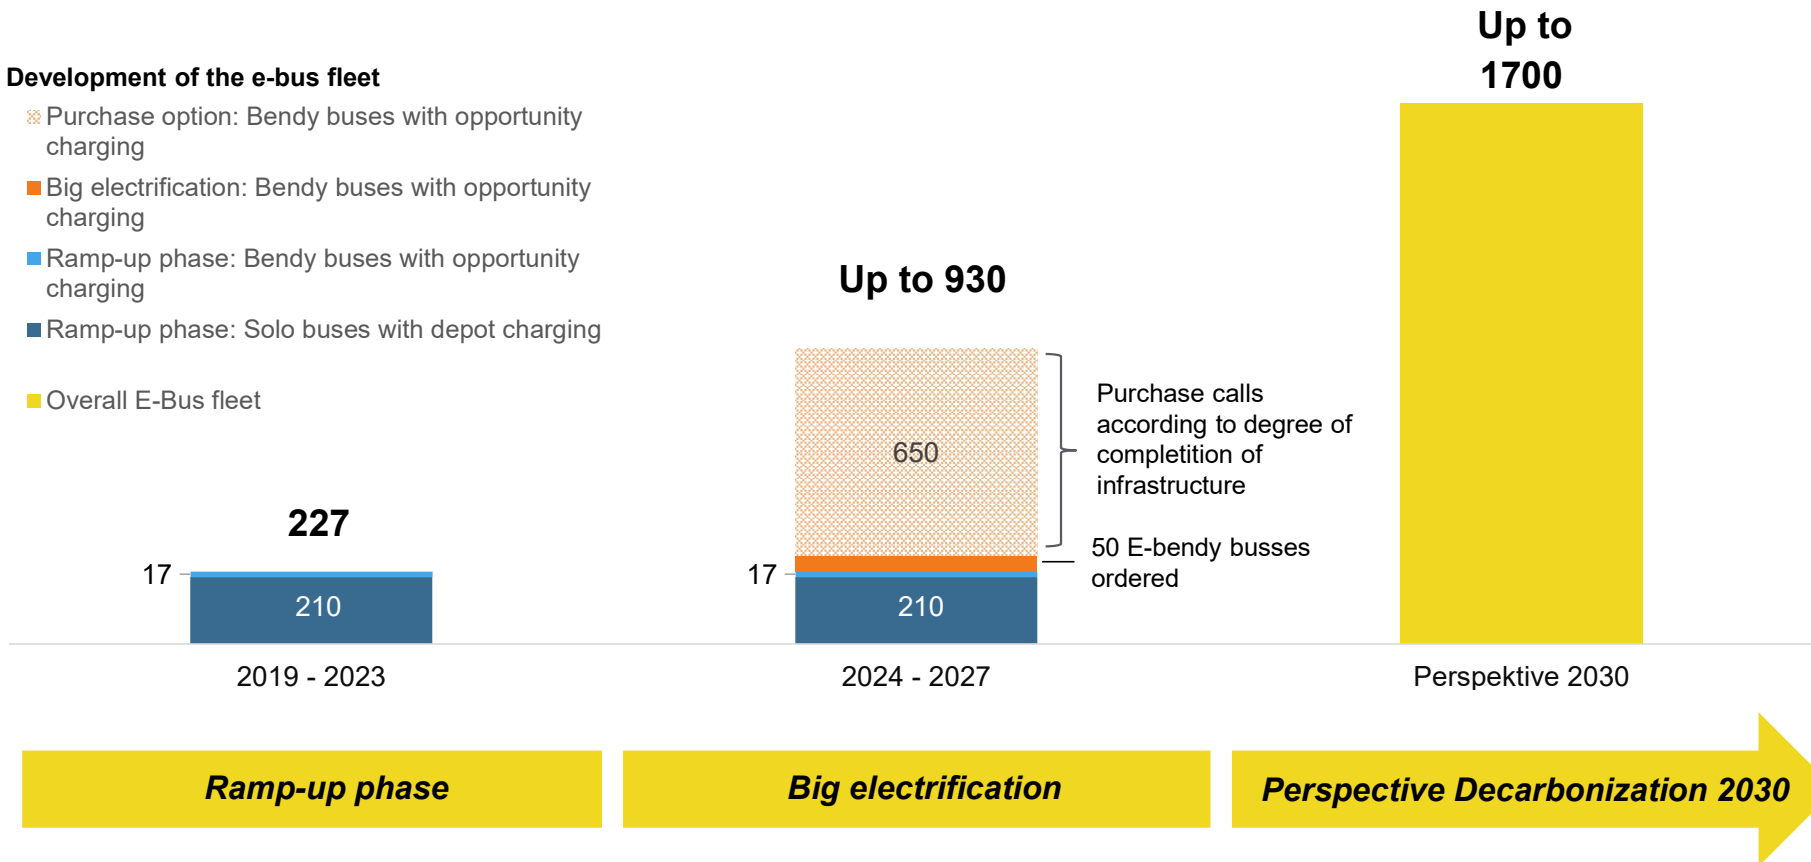 Up to
1700
Development of the e-bus fleet
Purchase option: Bendy buses with opportunity
charging
Big electrification: Bendy buses with opportunity
charging
Ramp-up phase: Bendy buses with opportunity
charging
Ramp-up phase: Solo buses with depot charging
Overall E-Bus fleet
Up to 930
650
Purchase calls
according to degree of
completition of
infrastructure
50 E-bendy busses
ordered
227
17
210
17
210
2019 - 2023
2024 - 2027
Perspektive 2030
Ramp-up phase
Big electrification
Perspective Decarbonization 2030